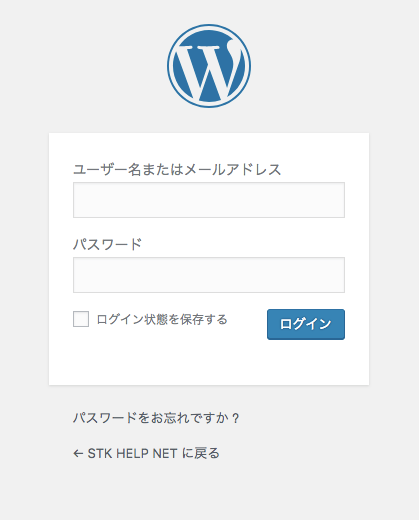 ユーザー名またはメールアドレス
パスワード
ログイン状態を保存する
ログイン
パスワードをお忘れですか ?
← STK HELP NET に戻る